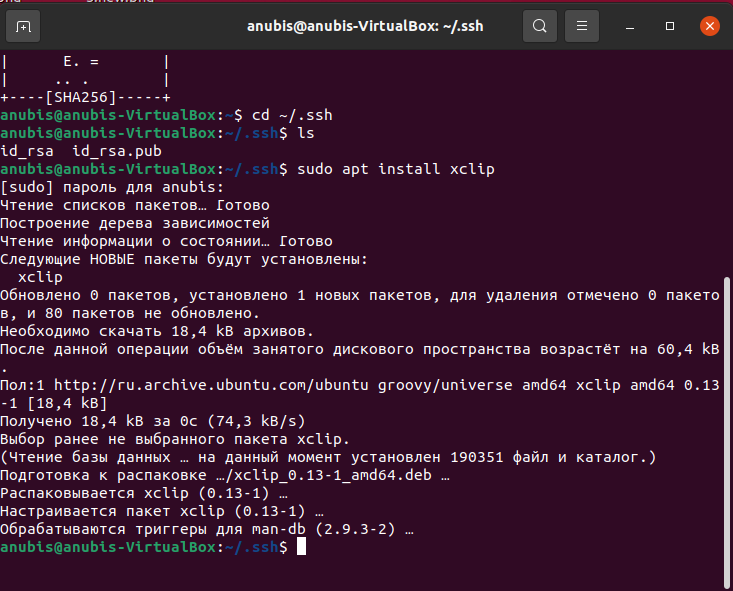 anubis@anubis-VirtualBox: ~/.ssh
|      E. =       |
|     .. .        |
+----[SHA256]-----+
anubis@anubis-VirtualBox:~$ cd ~/.ssh
anubis@anubis-VirtualBox:~/.ssh$ ls
id_rsa  id_rsa.pub
anubis@anubis-VirtualBox:~/.ssh$ sudo apt install xclip
[sudo] пароль для anubis:
Чтение списков пакетов… Готово
Построение дерева зависимостей
Чтение информации о состоянии… Готово
Следующие НОВЫЕ пакеты будут установлены:
  xclip
Обновлено 0 пакетов, установлено 1 новых пакетов, для удаления отмечено 0 пакето
в, и 80 пакетов не обновлено.
Необходимо скачать 18,4 kB архивов.
После данной операции объём занятого дискового пространства возрастёт на 60,4 kB
.
Пол:1 http://ru.archive.ubuntu.com/ubuntu groovy/universe amd64 xclip amd64 0.13
-1 [18,4 kB]
Получено 18,4 kB за 0с (74,3 kB/s)
Выбор ранее не выбранного пакета xclip.
(Чтение базы данных … на данный момент установлен 190351 файл и каталог.)
Подготовка к распаковке …/xclip_0.13-1_amd64.deb …
Распаковывается xclip (0.13-1) …
Настраивается пакет xclip (0.13-1) …
Обрабатываются триггеры для man-db (2.9.3-2) …
anubis@anubis-VirtualBox:~/.ssh$